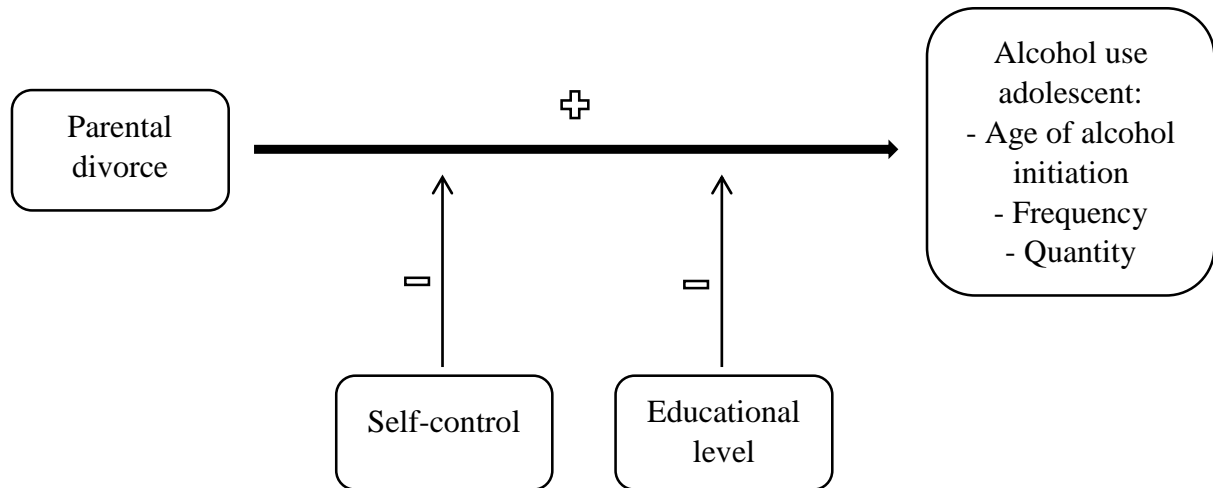 Parental
divorce
+
Alcohol use
adolescent:
- Age of alcohol
initiation
- Frequency
- Quantity
-
-
Self-control
Educational
level